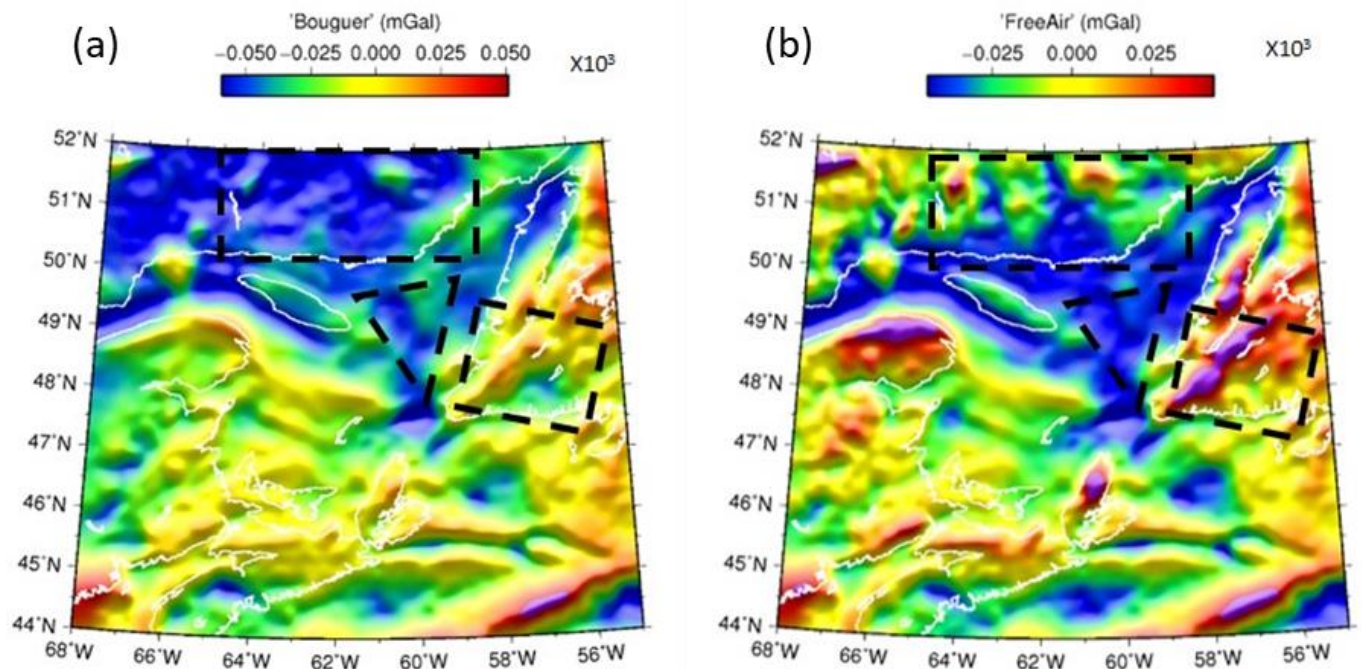 (a)
'Bouguer' (mGal)
−0.050 −0.025 0.000 0.025 0.050
X10³
52˚N
51˚N
50˚N
49˚N
48˚N
47˚N
46˚N
45˚N
44˚N
68˚W 66˚W 64˚W 62˚W 60˚W 58˚W 56˚W
(b)
'FreeAir' (mGal)
−0.025 0.000 0.025
X10³
52˚N
51˚N
50˚N
49˚N
48˚N
47˚N
46˚N
45˚N
44˚N
68˚W 66˚W 64˚W 62˚W 60˚W 58˚W 56˚W